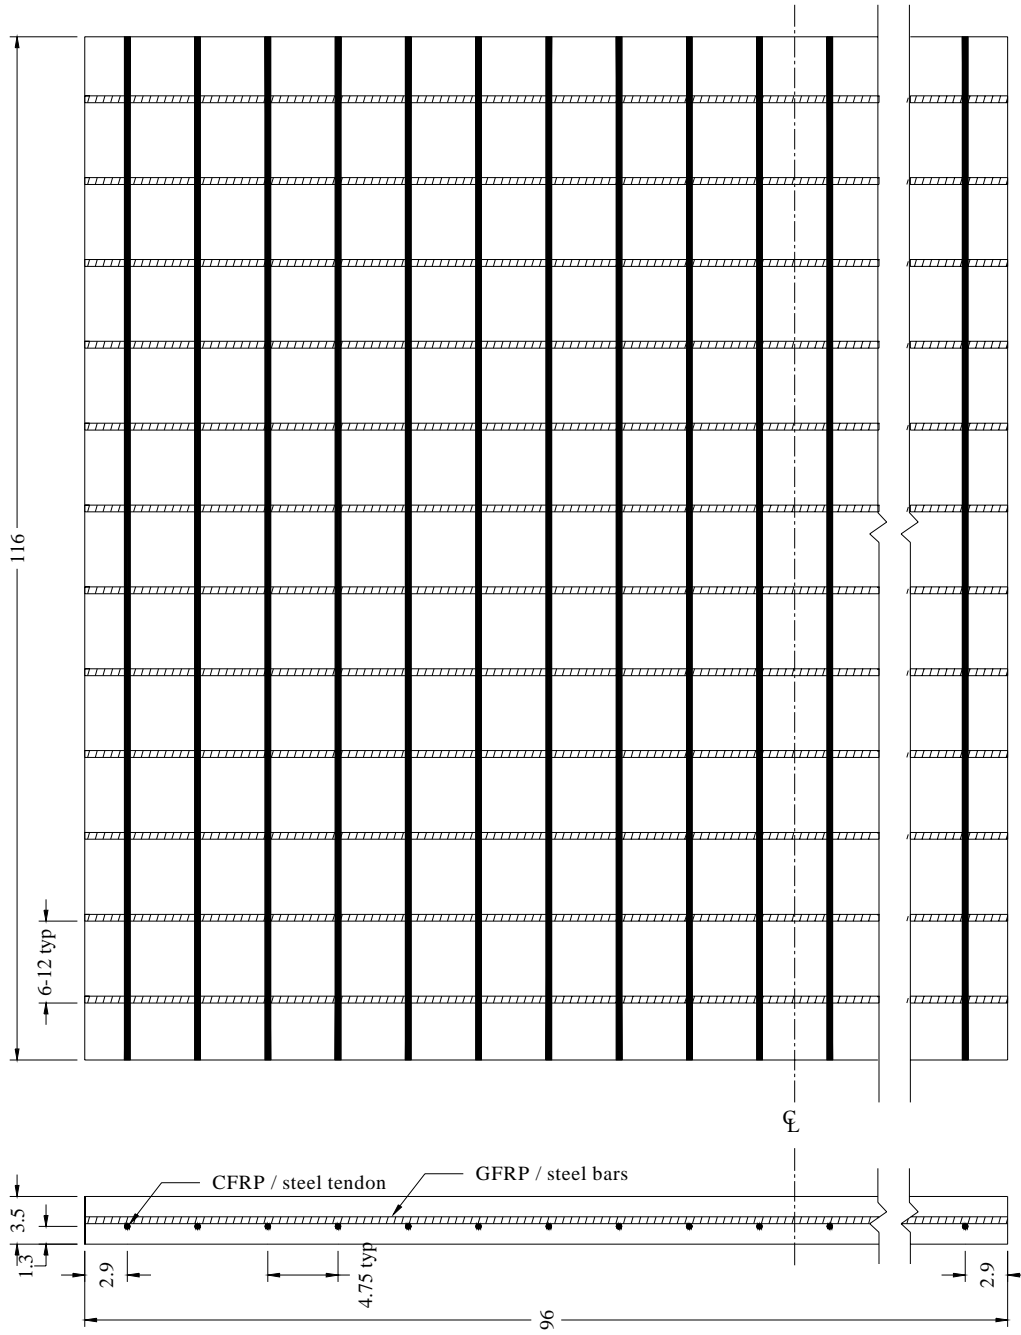 116
6-12 typ
℄
CFRP / steel tendon
GFRP / steel bars
3.5
1.3
2.9
4.75 typ
2.9
96